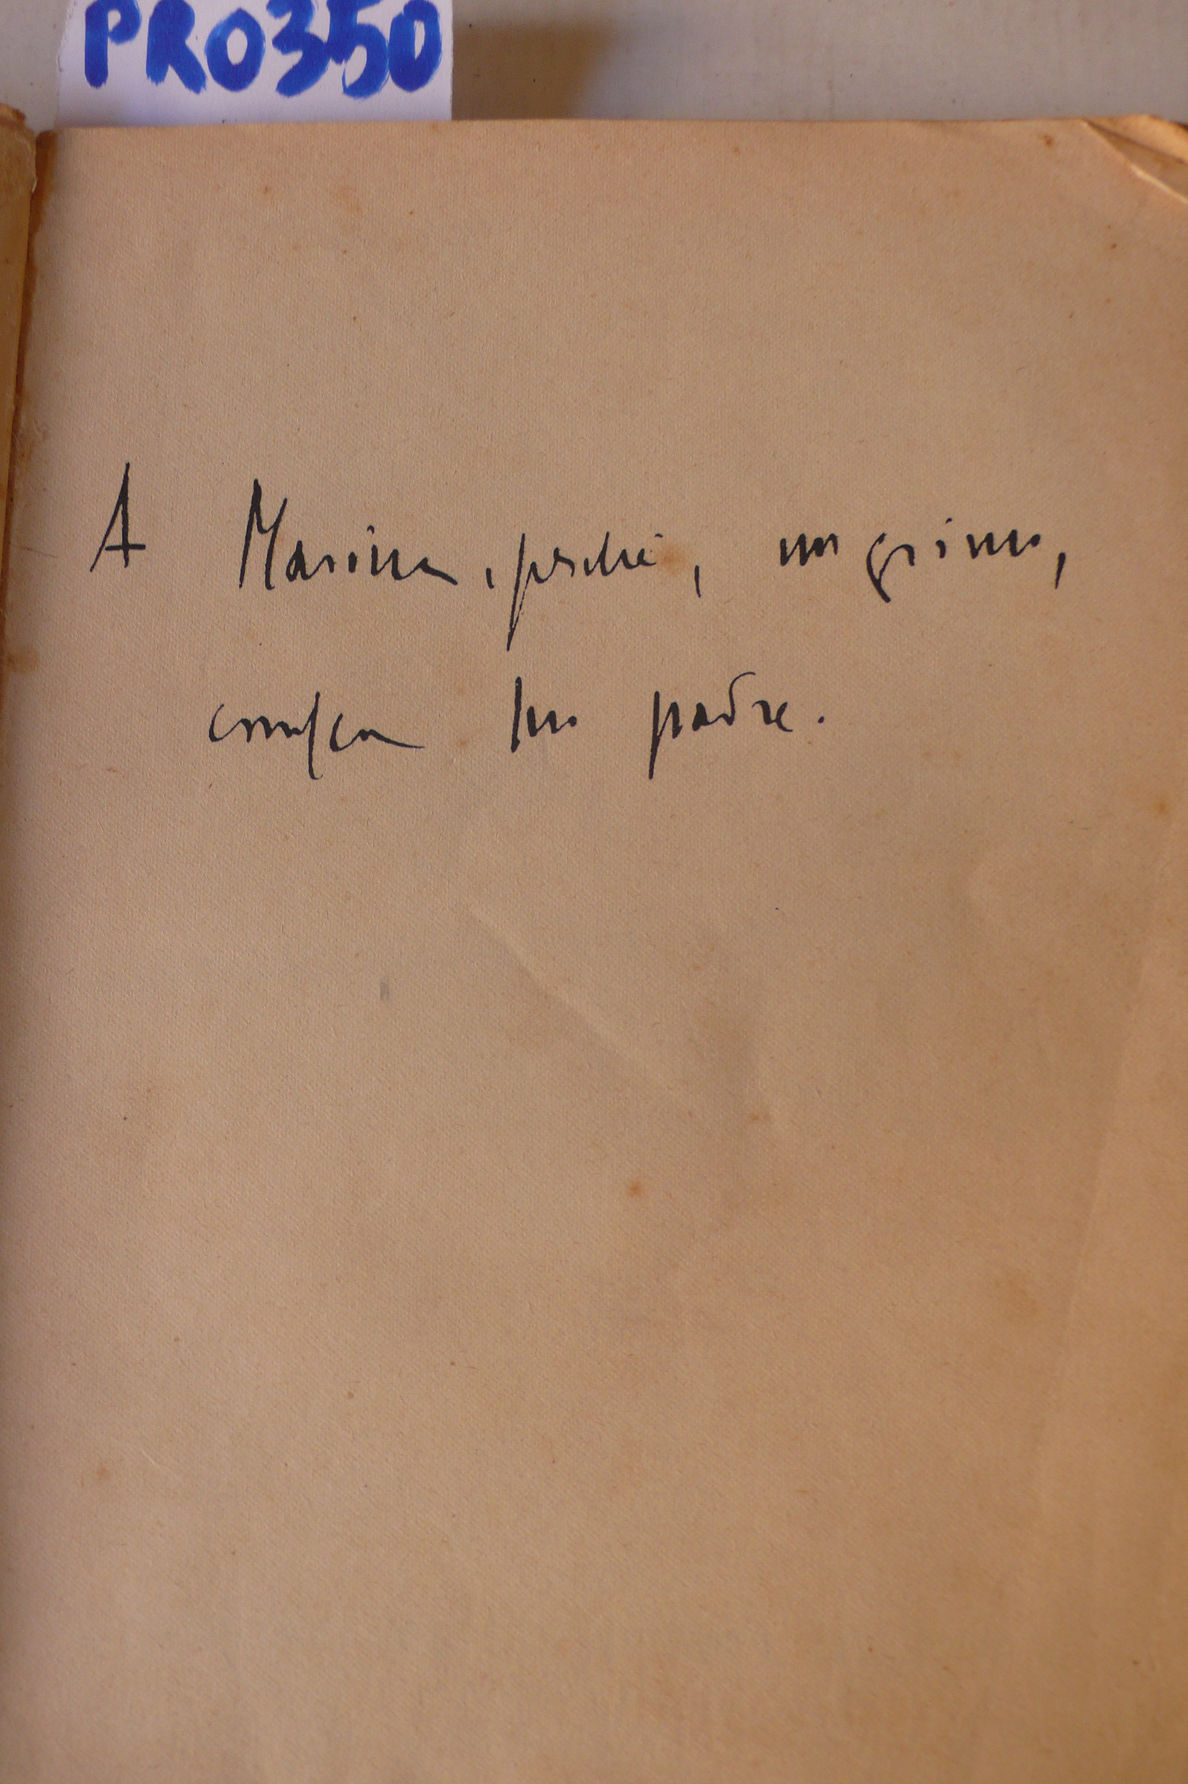 PRO350
A Marina, perché, un giorno,
conosca suo padre.